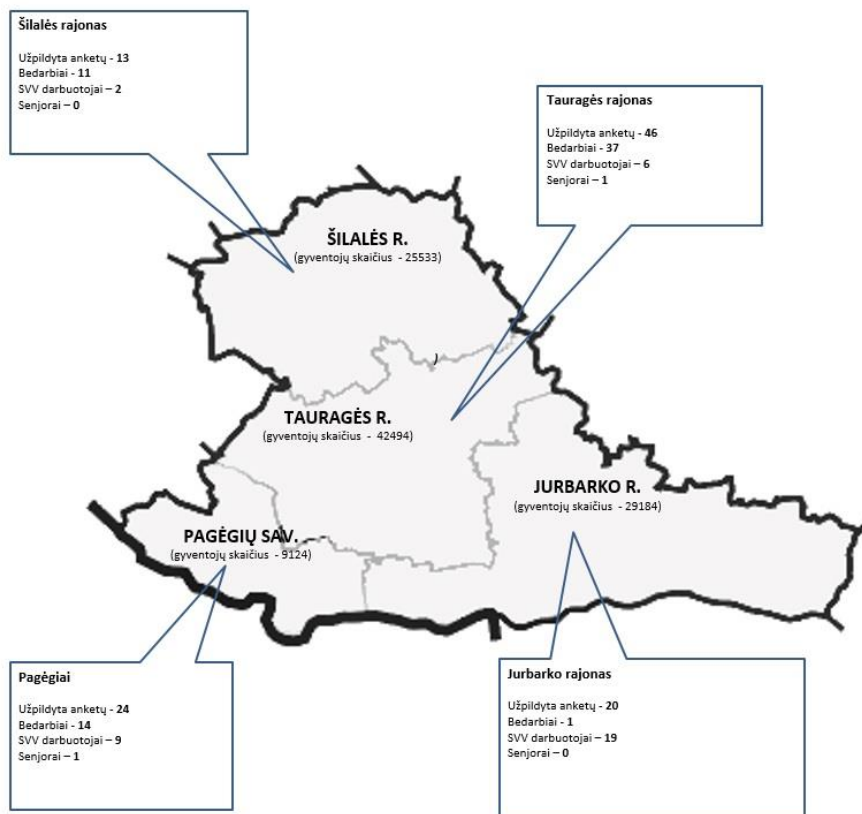 Šilalės rajonas
Užpildyta anketų - 13
Bedarbiai - 11
SVV darbuotojai – 2
Senjorai – 0
Tauragės rajonas
Užpildyta anketų - 46
Bedarbiai - 37
SVV darbuotojai – 6
Senjorai – 1
ŠILALĖS R.
(gyventojų skaičius - 25533)
TAURAGĖS R.
(gyventojų skaičius - 42494)
JURBARKO R.
(gyventojų skaičius - 29184)
PAGĖGIŲ SAV.
(gyventojų skaičius - 9124)
Pagėgiai
Užpildyta anketų - 24
Bedarbiai - 14
SVV darbuotojai – 9
Senjorai – 1
Jurbarko rajonas
Užpildyta anketų - 20
Bedarbiai - 1
SVV darbuotojai – 19
Senjorai – 0